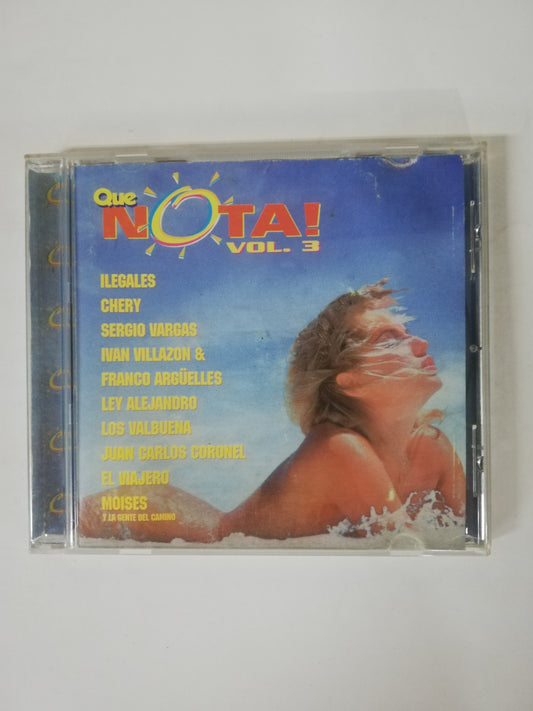 Que
NOTA!
VOL. 3
ILEGALES
CHERY
SERGIO VARGAS
IVAN VILLAZON &
FRANCO ARGÜELLES
LEY ALEJANDRO
LOS VALBUENA
JUAN CARLOS CORONEL
EL VIAJERO
MOISES
Y LA GENTE DEL CAMINO